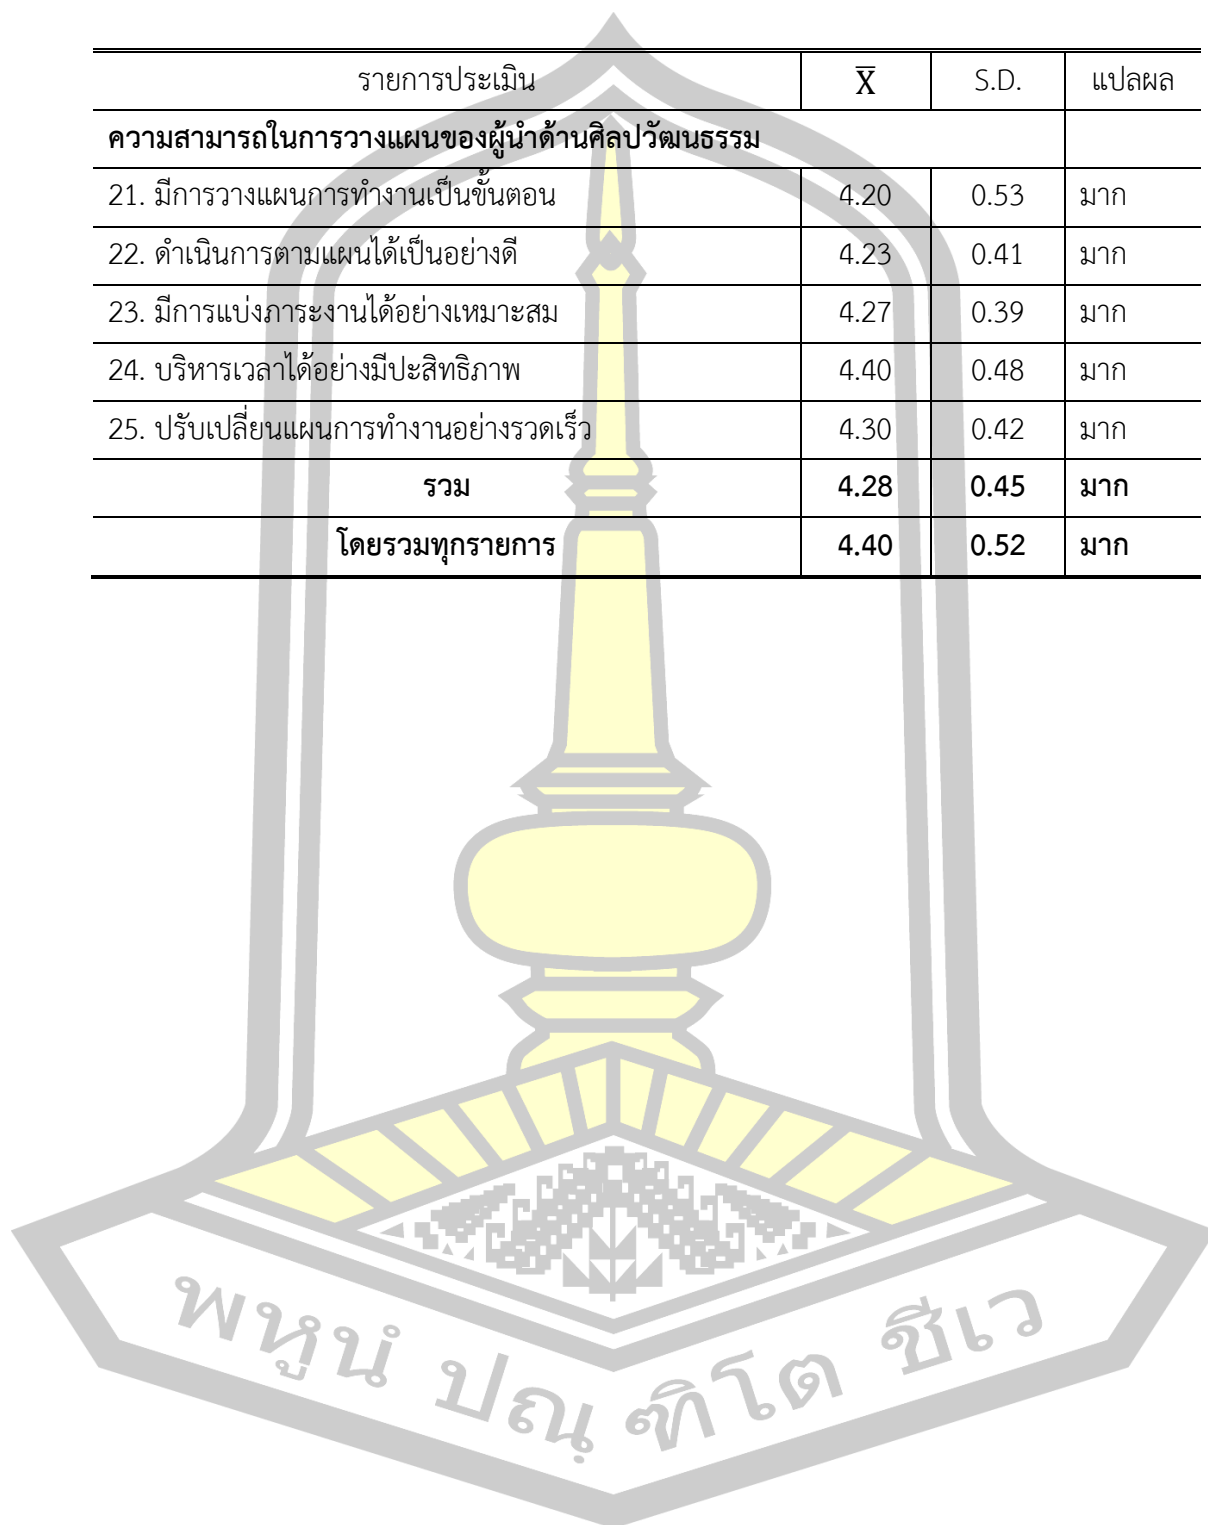 รายการประเมิน X̅ S.D. แปลผล
ความสามารถในการวางแผนของผู้นำด้านศิลปวัฒนธรรม
21. มีการวางแผนการทำงานเป็นขั้นตอน 4.20 0.53 มาก
22. ดำเนินการตามแผนได้เป็นอย่างดี 4.23 0.41 มาก
23. มีการแบ่งภาระงานได้อย่างเหมาะสม 4.27 0.39 มาก
24. บริหารเวลาได้อย่างมีประสิทธิภาพ 4.40 0.48 มาก
25. ปรับเปลี่ยนแผนการทำงานอย่างรวดเร็ว 4.30 0.42 มาก
รวม 4.28 0.45 มาก
โดยรวมทุกรายการ 4.40 0.52 มาก
พหูนํ ปณฺฑิโต ชีเว